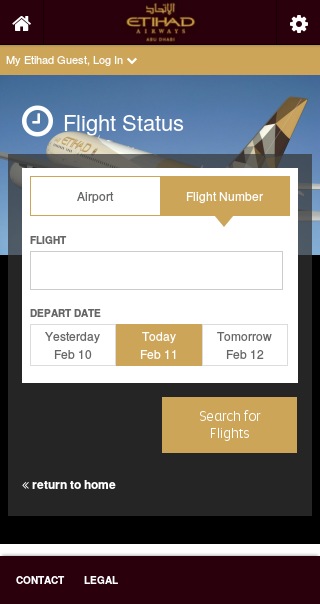 الإتحاد
ETIHAD
AIRWAYS
ABU DHABI
My Etihad Guest, Log In
Flight Status
Airport
Flight Number
FLIGHT
DEPART DATE
Yesterday
Feb 10
Today
Feb 11
Tomorrow
Feb 12
Search for
Flights
« return to home
CONTACT
LEGAL